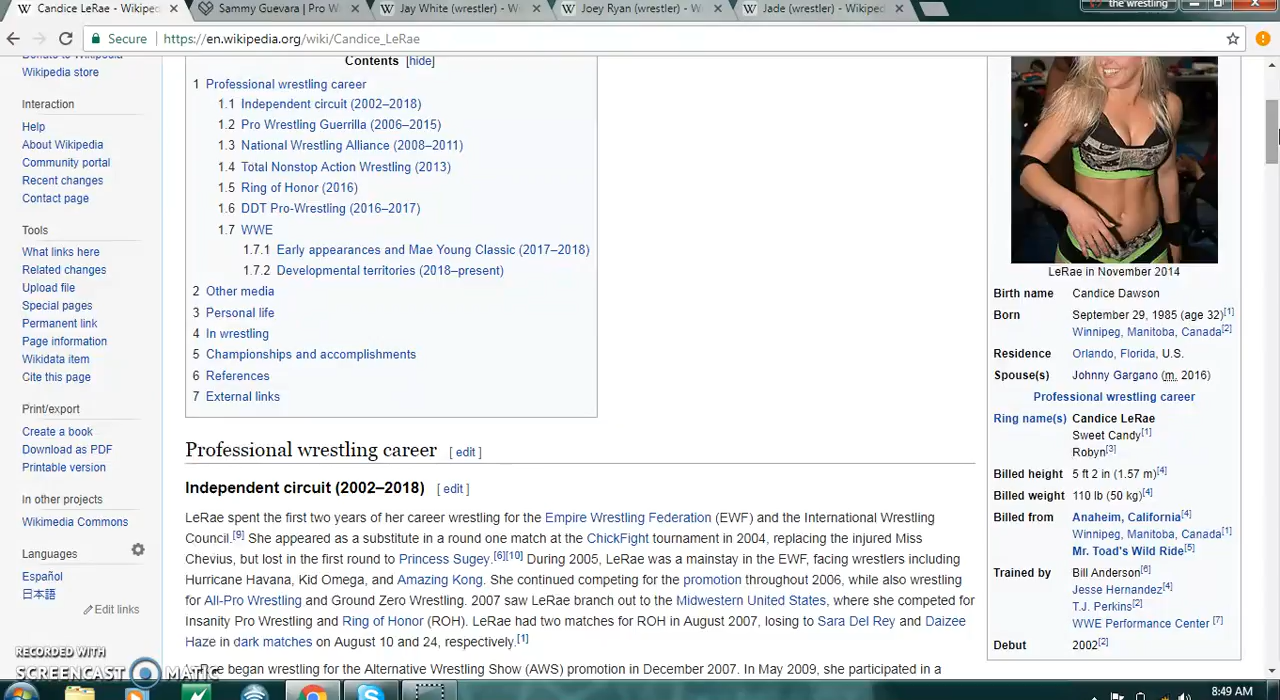 Candice LeRae - Wikipe
Sammy Guevara | Pro W
Jay White (wrestler) - W
Joey Ryan (wrestler) - W
Jade (wrestler) - Wikiped
the wrestling
Secure
https://en.wikipedia.org/wiki/Candice_LeRae
Donate to Wikipedia
Wikipedia store
Interaction
Help
About Wikipedia
Community portal
Recent changes
Contact page
Tools
What links here
Related changes
Upload file
Special pages
Permanent link
Page information
Wikidata item
Cite this page
Print/export
Create a book
Download as PDF
Printable version
In other projects
Wikimedia Commons
Languages
Español
日本語
Edit links
Contents [hide]
1 Professional wrestling career
1.1 Independent circuit (2002–2018)
1.2 Pro Wrestling Guerrilla (2006–2015)
1.3 National Wrestling Alliance (2008–2011)
1.4 Total Nonstop Action Wrestling (2013)
1.5 Ring of Honor (2016)
1.6 DDT Pro-Wrestling (2016–2017)
1.7 WWE
1.7.1 Early appearances and Mae Young Classic (2017–2018)
1.7.2 Developmental territories (2018–present)
2 Other media
3 Personal life
4 In wrestling
5 Championships and accomplishments
6 References
7 External links
Professional wrestling career [ edit ]
Independent circuit (2002–2018) [ edit ]
LeRae spent the first two years of her career wrestling for the Empire Wrestling Federation (EWF) and the International Wrestling
Council.[9] She appeared as a substitute in round one match at the ChickFight tournament in 2004, replacing the injured Miss
Chevius, but lost in the first round to Princess Sugey.[6][10] During 2005, LeRae was a mainstay in the EWF, facing wrestlers including
Hurricane Havana, Kid Omega, and Amazing Kong. She continued competing for the promotion throughout 2006, while also wrestling
for All-Pro Wrestling and Ground Zero Wrestling. 2007 saw LeRae branch out to the Midwestern United States, where she competed for
Insanity Pro Wrestling and Ring of Honor (ROH). LeRae had two matches for ROH in August 2007, losing to Sara Del Rey and Daizee
Haze in dark matches on August 10 and 24, respectively.[1]
LeRae began wrestling for the Alternative Wrestling Show (AWS) promotion in December 2007. In May 2009, she participated in a
LeRae in November 2014
Birth name Candice Dawson
Born September 29, 1985 (age 32)[1]
Winnipeg, Manitoba, Canada[2]
Residence Orlando, Florida, U.S.
Spouse(s) Johnny Gargano (m. 2016)
Professional wrestling career
Ring name(s) Candice LeRae
Sweet Candy[1]
Robyn[3]
Billed height 5 ft 2 in (1.57 m)[4]
Billed weight 110 lb (50 kg)[4]
Billed from Anaheim, California[4]
Winnipeg, Manitoba, Canada[1]
Mr. Toad's Wild Ride[5]
Trained by Bill Anderson[6]
Jesse Hernandez[4]
T.J. Perkins[2]
WWE Performance Center [7]
Debut 2002[2]
RECORDED WITH
SCREENCAST MATIC
8:49 AM